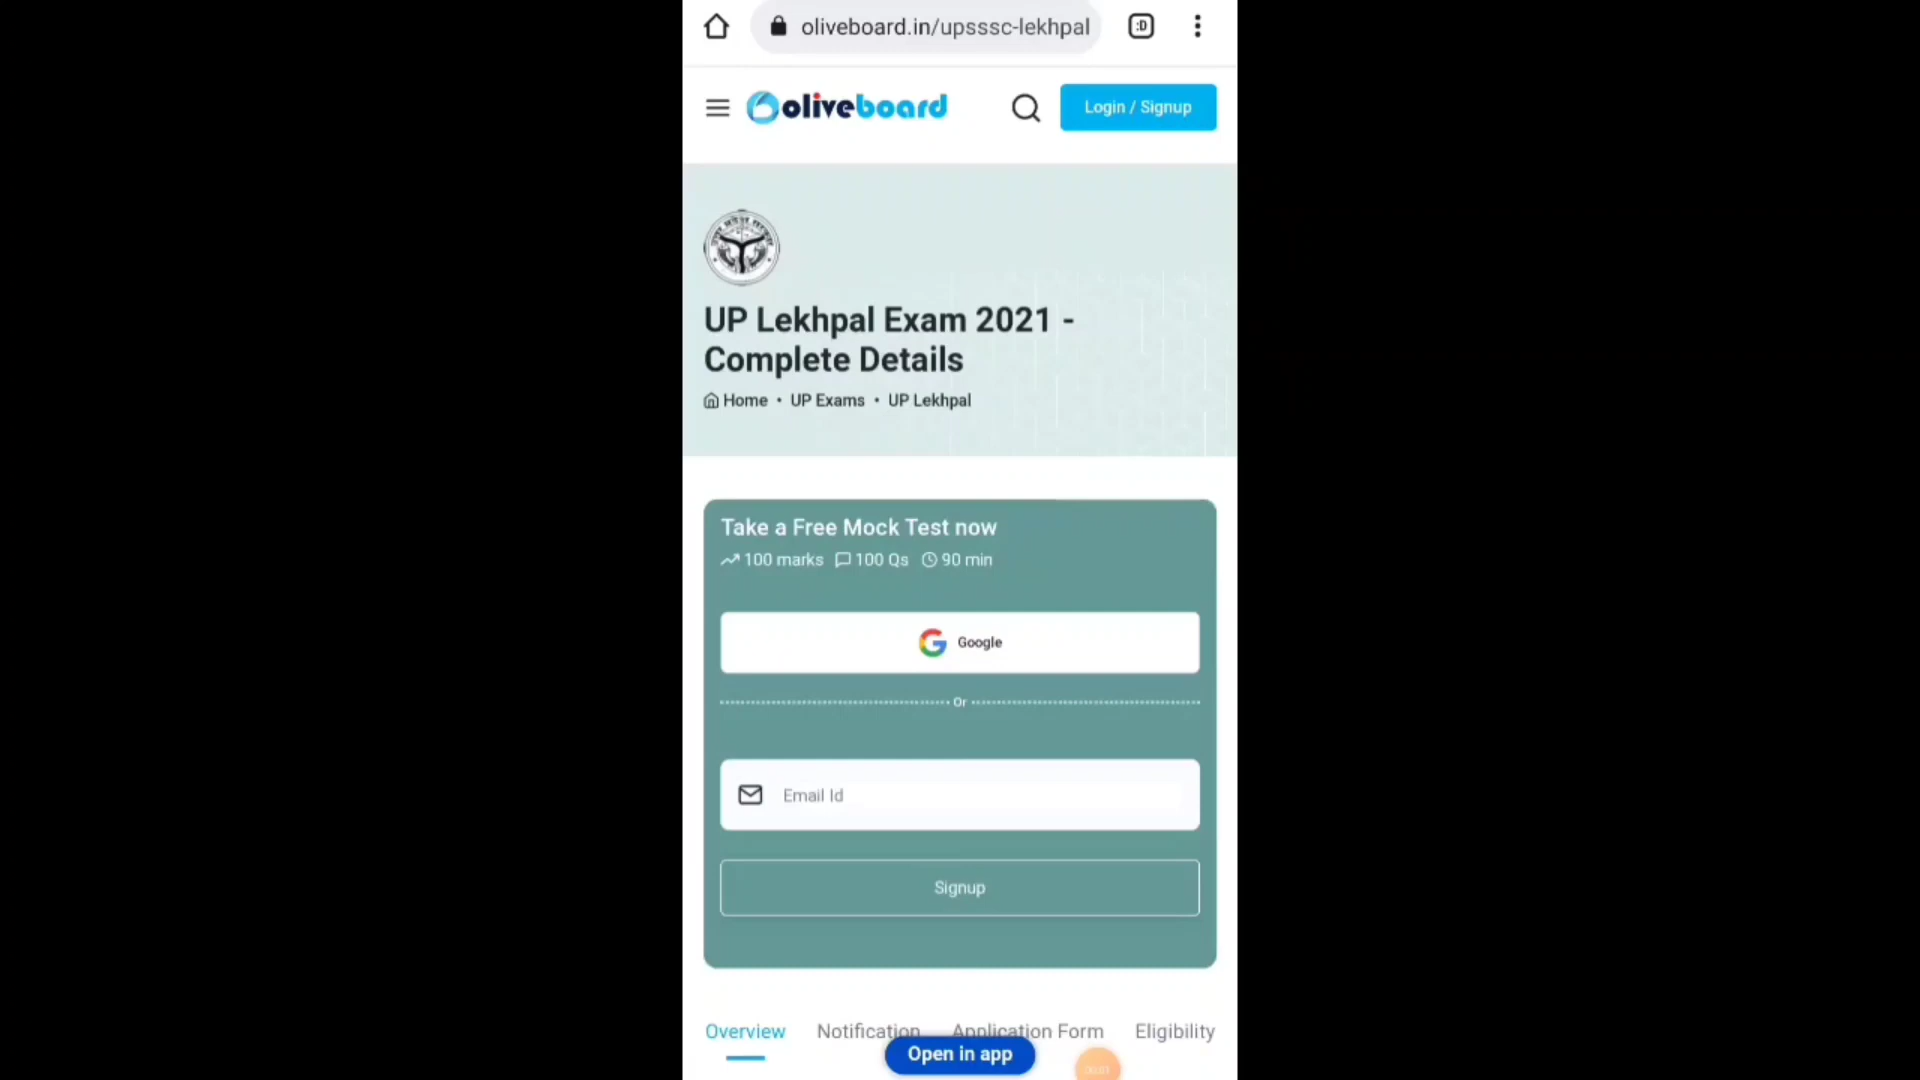 oliveboard.in/upsssc-lekhpal
:D
oliveboard
Login / Signup
UP Lekhpal Exam 2021 -
Complete Details
Home • UP Exams • UP Lekhpal
Take a Free Mock Test now
100 marks 100 Qs 90 min
Google
Or
Email Id
Signup
Overview Notification Application Form Eligibility
Open in app